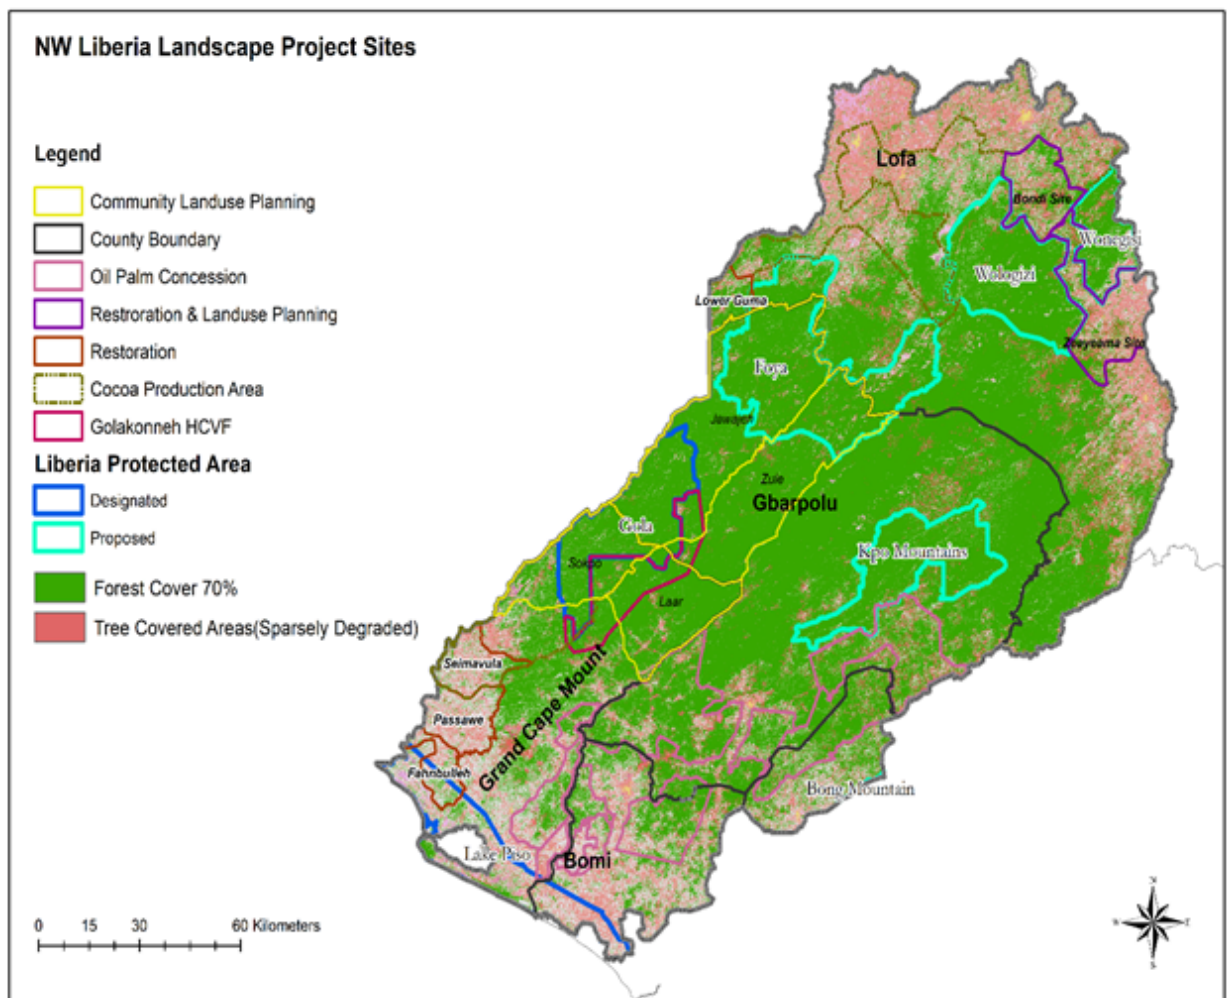 NW Liberia Landscape Project Sites
Legend
Community Landuse Planning
County Boundary
Oil Palm Concession
Restroration & Landuse Planning
Restoration
Cocoa Production Area
Golakonneh HCVF
Liberia Protected Area
Designated
Proposed
Forest Cover 70%
Tree Covered Areas(Sparsely Degraded)
Lofa
Bondi Site
Wonegisi
Wologizi
Lower Guma
Zeeyeama Site
Foya
Jawajeh
Zuie
Gbarpolu
Gola
Kpo Mountains
Sokpo
Laar
Seimavula
Passawe
Grand Cape Mount
Fahnbulleh
Bong Mountain
Lake Piso
Bomi
0 15 30 60 Kilometers
N
W E
S